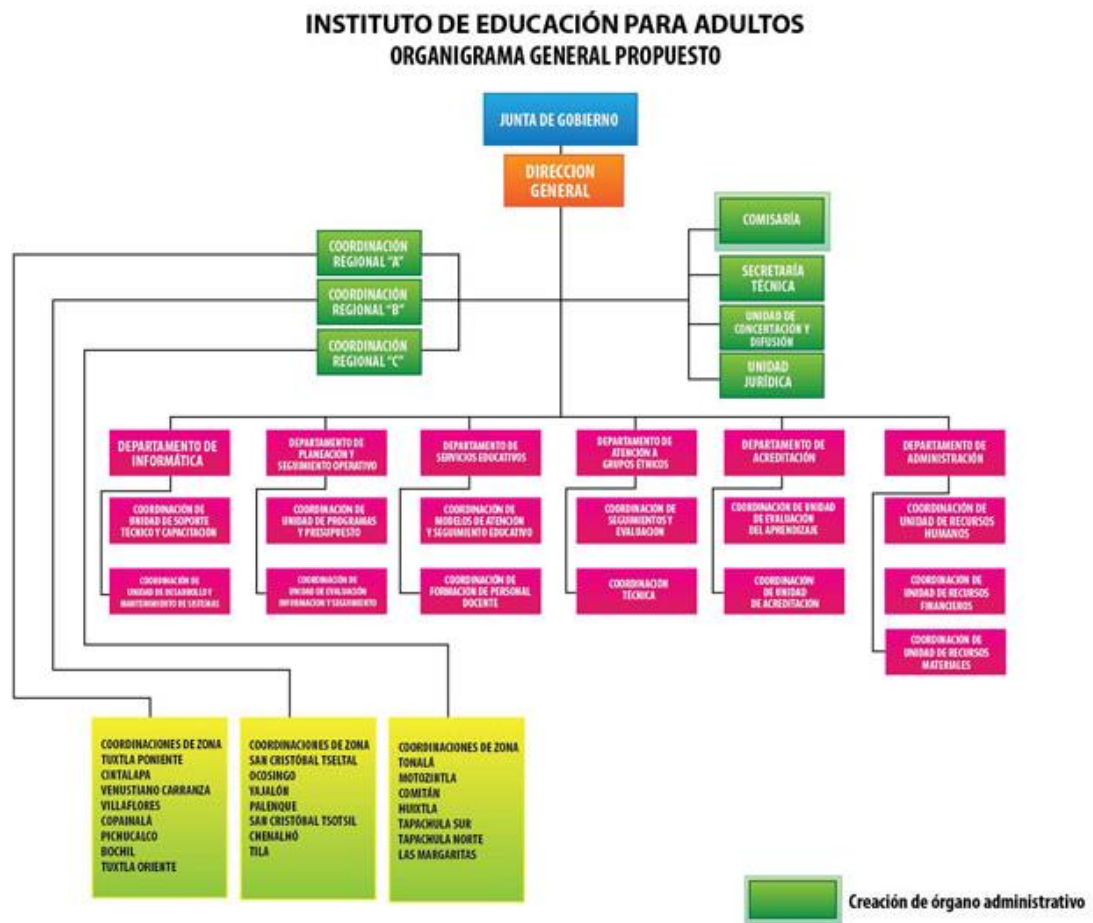 INSTITUTO DE EDUCACIÓN PARA ADULTOS
ORGANIGRAMA GENERAL PROPUESTO
JUNTA DE GOBIERNO
DIRECCION
GENERAL
COORDINACIÓN
REGIONAL "A"
COORDINACIÓN
REGIONAL "B"
COORDINACIÓN
REGIONAL "C"
COMISARÍA
SECRETARÍA
TÉCNICA
UNIDAD DE
CONCERTACIÓN Y
DIFUSIÓN
UNIDAD
JURÍDICA
DEPARTAMENTO DE
INFORMÁTICA
COORDINACIÓN DE
UNIDAD DE SOPORTE
TÉCNICO Y CAPACITACIÓN
COORDINACIÓN DE
UNIDAD DE DESARROLLO Y
MANTENIMIENTO DE SISTEMAS
DEPARTAMENTO DE
PLANEACIÓN Y
SEGUIMIENTO OPERATIVO
COORDINACIÓN DE
UNIDAD DE PROGRAMAS
Y PRESUPUESTO
COORDINACIÓN DE
UNIDAD DE EVALUACIÓN
INFORMACION Y SEGUIMIENTO
DEPARTAMENTO DE
SERVICIOS EDUCATIVOS
COORDINACIÓN DE
MODELOS DE ATENCIÓN
Y SEGUIMIENTO EDUCATIVO
COORDINACIÓN DE
FORMACIÓN DE PERSONAL
DOCENTE
DEPARTAMENTO DE
ATENCIÓN A
GRUPOS ÉTNICOS
COORDINACIÓN DE
SEGUIMIENTOS Y
EVALUACIÓN
COORDINACIÓN
TÉCNICA
DEPARTAMENTO DE
ACREDITACIÓN
COORDINACIÓN DE UNIDAD
DE EVALUACIÓN
DEL APRENDIZAJE
COORDINACIÓN
DE UNIDAD
DE ACREDITACIÓN
DEPARTAMENTO
DE ADMINISTRACIÓN
COORDINACIÓN DE
UNIDAD DE RECURSOS
HUMANOS
COORDINACIÓN DE
UNIDAD DE RECURSOS
FINANCIEROS
COORDINACIÓN DE
UNIDAD DE RECURSOS
MATERIALES
COORDINACIONES DE ZONA
TUXTLA PONIENTE
CINTALAPA
VENUSTIANO CARRANZA
VILLAFLORES
COPAINALÁ
PICHUCALCO
BOCHIL
TUXTLA ORIENTE
COORDINACIONES DE ZONA
SAN CRISTÓBAL TSELTAL
OCOSINGO
YAJALÓN
PALENQUE
SAN CRISTÓBAL TSOTSIL
CHENALHÓ
TILA
COORDINACIONES DE ZONA
TONALÁ
MOTOZINTLA
COMITÁN
HUIXTLA
TAPACHULA SUR
TAPACHULA NORTE
LAS MARGARITAS
Creación de órgano administrativo